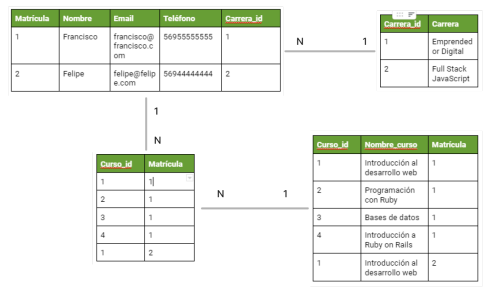 Matrícula Nombre Email Teléfono Carrera_id
1 Francisco francisco@ 56955555555 1
francisco.c
om
2 Felipe felipe@felip 56944444444 2
e.com
N 1
Carrera_id Carrera
1 Emprended
or Digital
2 Full Stack
JavaScript
1
N
Curso_id Matrícula
1 1
2 1
3 1
4 1
1 2
N 1
Curso_id Nombre_curso Matrícula
1 Introducción al 1
desarrollo web
2 Programación 1
con Ruby
3 Bases de datos 1
4 Introducción a 1
Ruby on Rails
1 Introducción al 2
desarrollo web